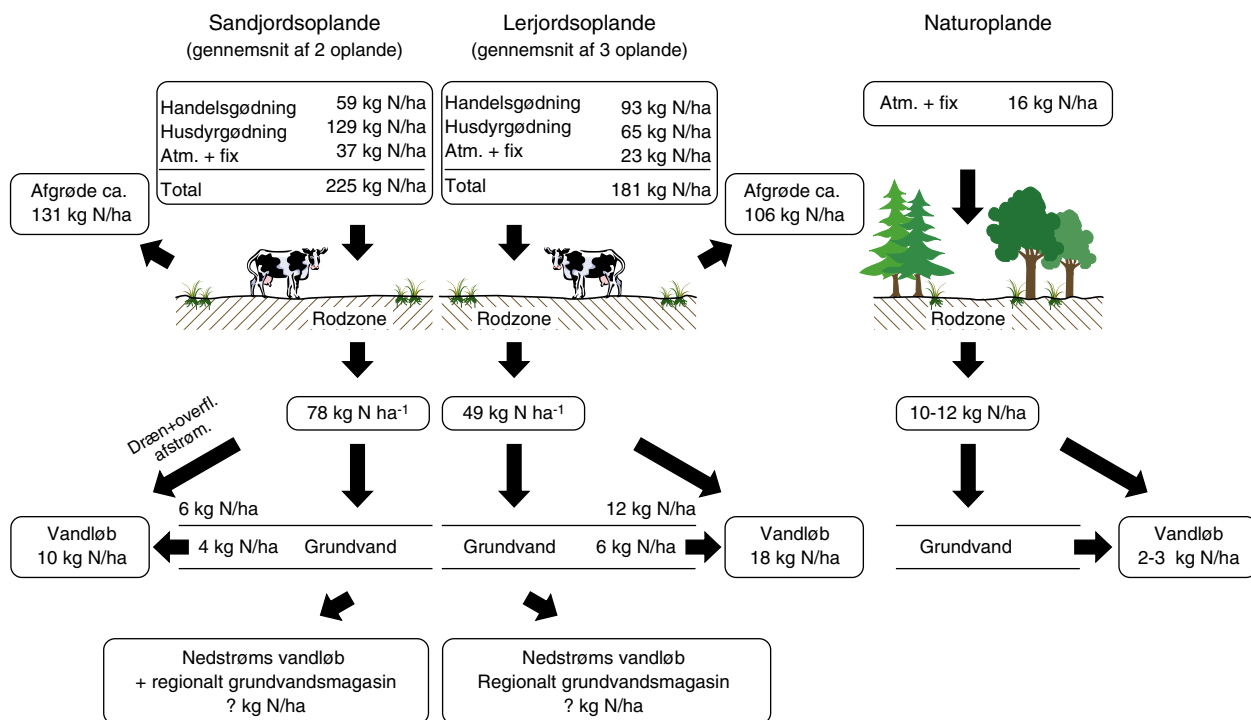 Sandjordsoplande
(gennemsnit af 2 oplande)
Handelsgødning 59 kg N/ha
Husdyrgødning 129 kg N/ha
Atm. + fix 37 kg N/ha
Total 225 kg N/ha
Afgrøde ca.
131 kg N/ha
Rodzone
78 kg N ha-1
Dræn+overfl.
afstrøm.
6 kg N/ha
Vandløb
10 kg N/ha
4 kg N/ha
Grundvand
Nedstrøms vandløb
+ regionalt grundvandsmagasin
? kg N/ha
Lerjordsoplande
(gennemsnit af 3 oplande)
Handelsgødning 93 kg N/ha
Husdyrgødning 65 kg N/ha
Atm. + fix 23 kg N/ha
Total 181 kg N/ha
Afgrøde ca.
106 kg N/ha
Rodzone
49 kg N ha-1
12 kg N/ha
Grundvand
6 kg N/ha
Vandløb
18 kg N/ha
Nedstrøms vandløb
Regionalt grundvandsmagasin
? kg N/ha
Naturoplande
Atm. + fix 16 kg N/ha
Rodzone
10-12 kg N/ha
Grundvand
Vandløb
2-3 kg N/ha